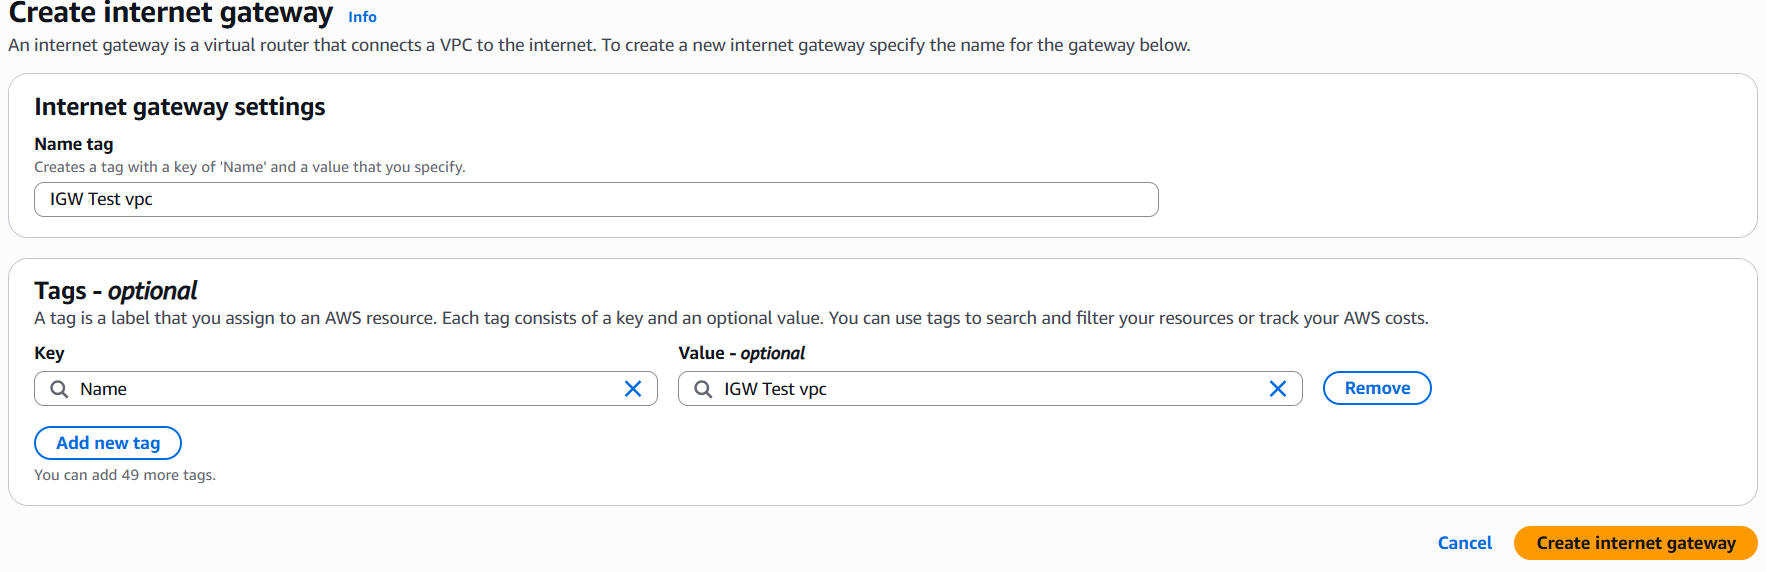 Create internet gateway Info
An internet gateway is a virtual router that connects a VPC to the internet. To create a new internet gateway specify the name for the gateway below.
Internet gateway settings
Name tag
Creates a tag with a key of 'Name' and a value that you specify.
IGW Test vpc
Tags - optional
A tag is a label that you assign to an AWS resource. Each tag consists of a key and an optional value. You can use tags to search and filter your resources or track your AWS costs.
Key Value - optional
Name IGW Test vpc Remove
Add new tag
You can add 49 more tags.
Cancel Create internet gateway